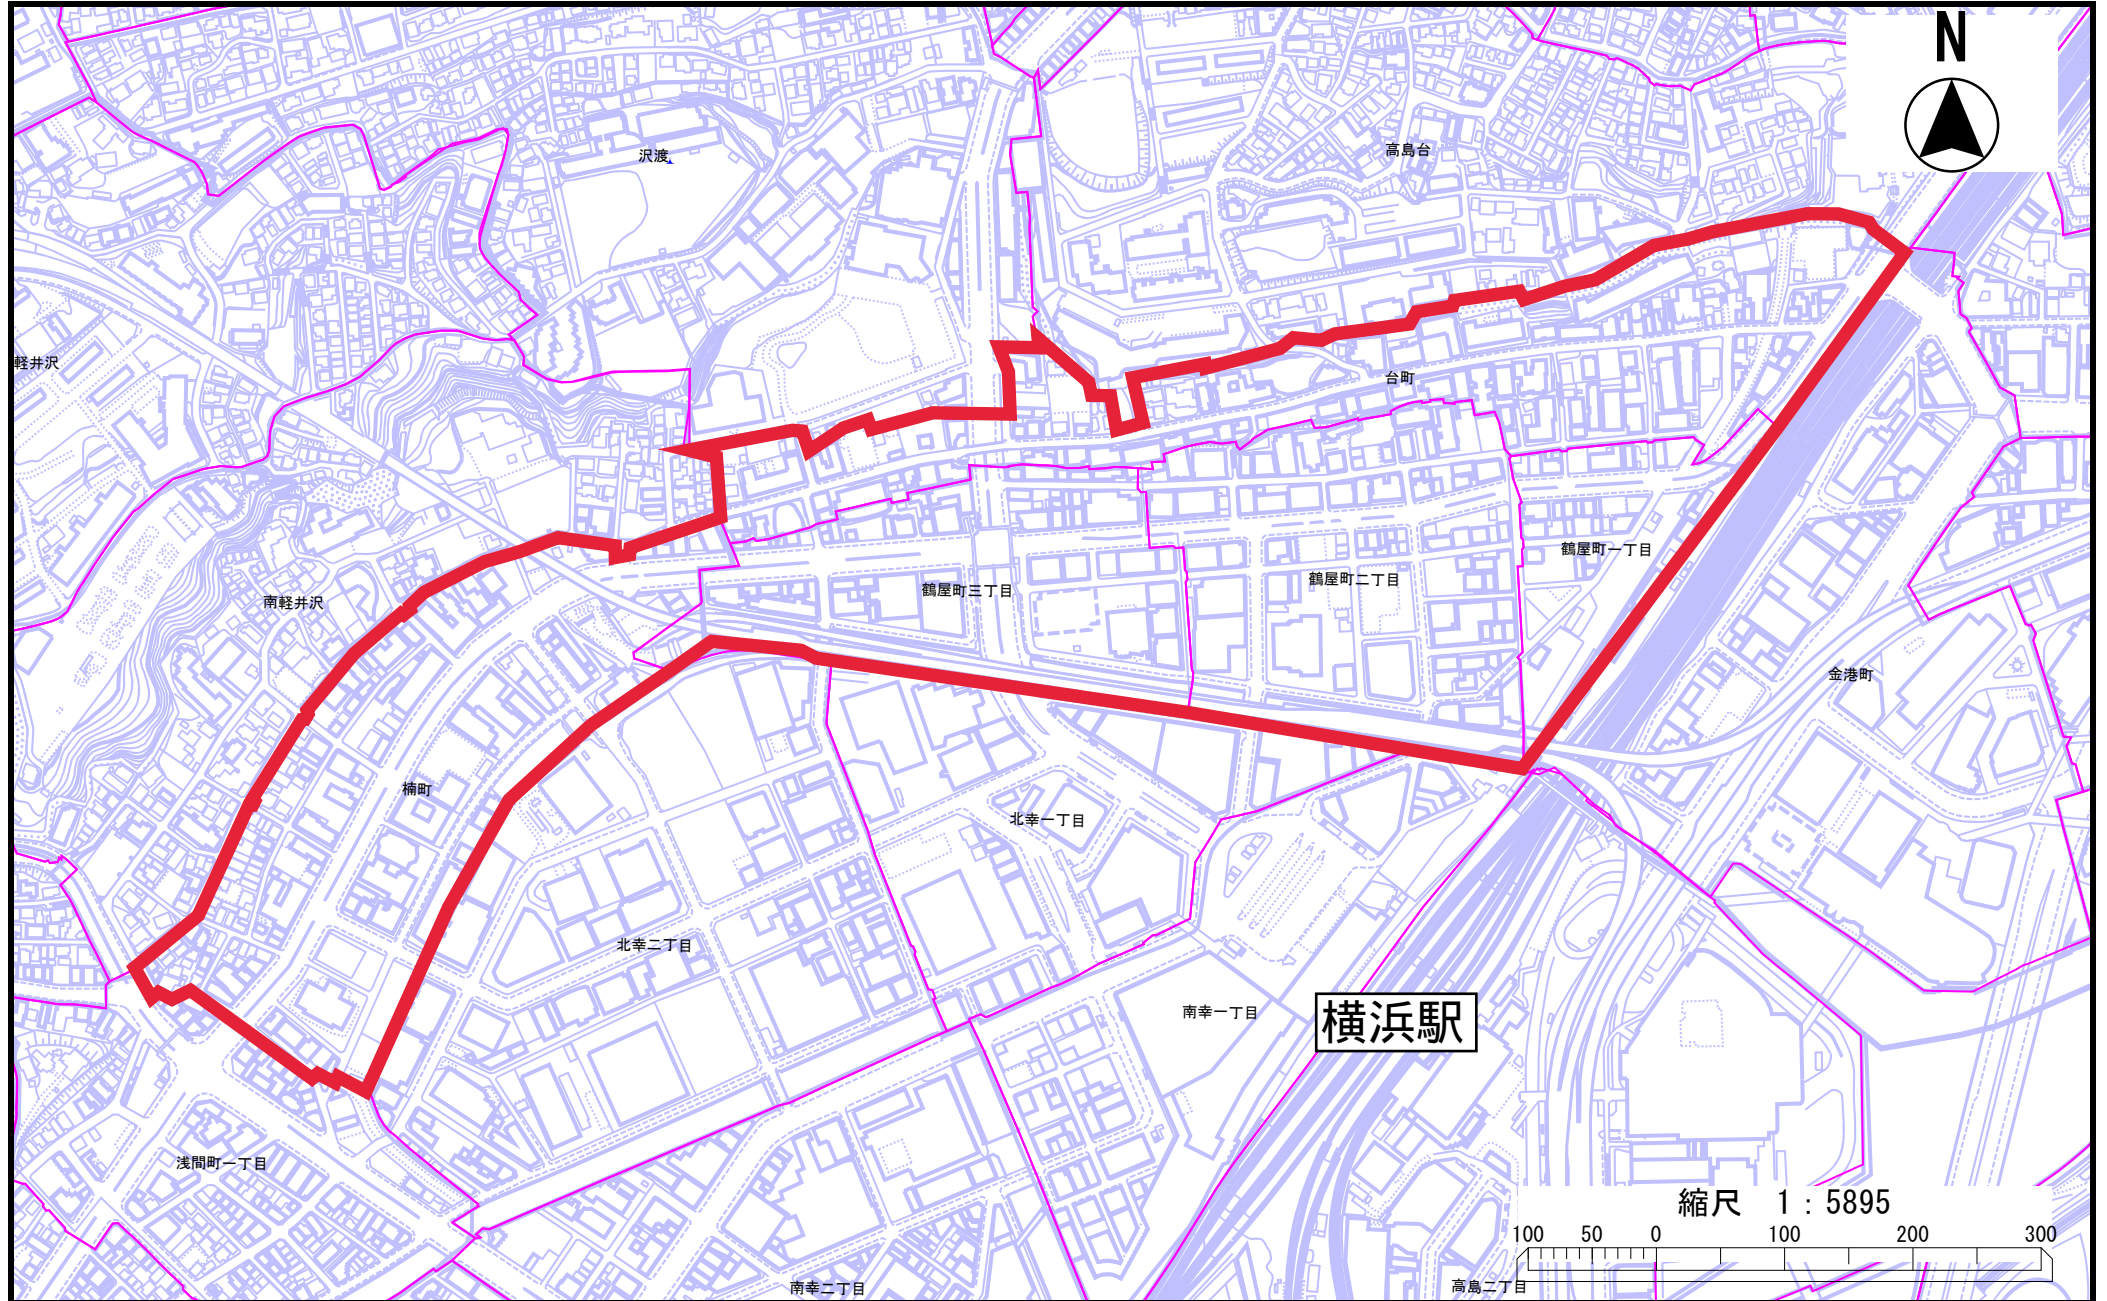 N
沢渡
高島台
軽井沢
台町
鶴屋町一丁目
鶴屋町二丁目
鶴屋町三丁目
南軽井沢
金港町
楠町
北幸一丁目
北幸二丁目
南幸一丁目
横浜駅
浅間町一丁目
縮尺 1:5895
100 50 0 100 200 300
南幸二丁目
高島二丁目